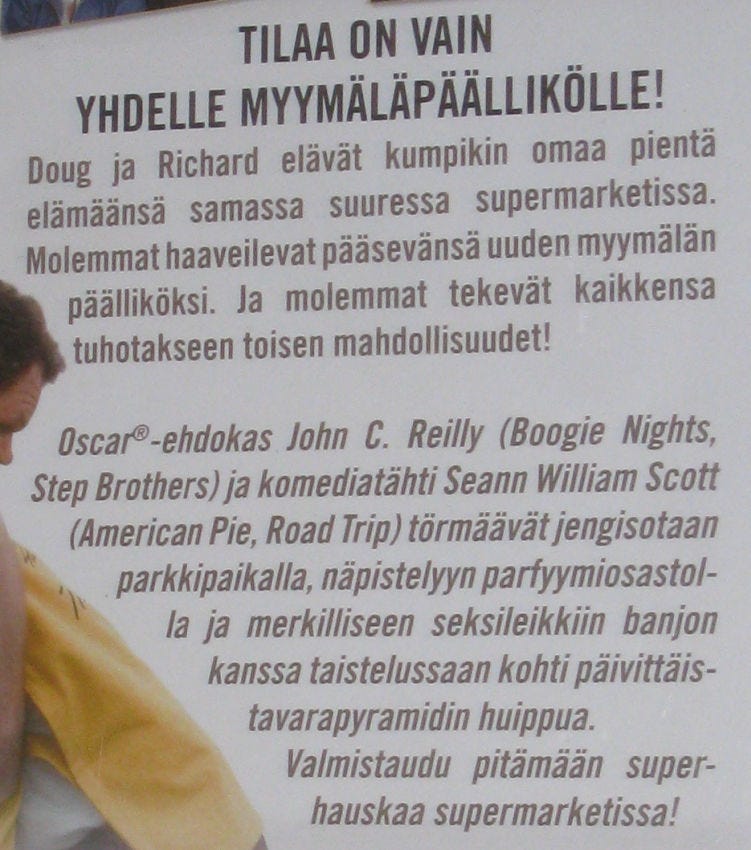 TILAA ON VAIN
YHDELLE MYYMÄLÄPÄÄLLIKÖLLE!
Doug ja Richard elävät kumpikin omaa pientä
elämäänsä samassa suuressa supermarketissa.
Molemmat haaveilevat pääsevänsä uuden myymälän
päälliköksi. Ja molemmat tekevät kaikkensa
tuhotakseen toisen mahdollisuudet!
Oscar®-ehdokas John C. Reilly (Boogie Nights,
Step Brothers) ja komediatähti Seann William Scott
(American Pie, Road Trip) törmäävät jengisotaan
parkkipaikalla, näpistelyyn parfyymiosastol-
la ja merkilliseen seksileikkiin banjon
kanssa taistelussaan kohti päivittäis-
tavarapyramidin huippua.
Valmistaudu pitämään super-
hauskaa supermarketissa!